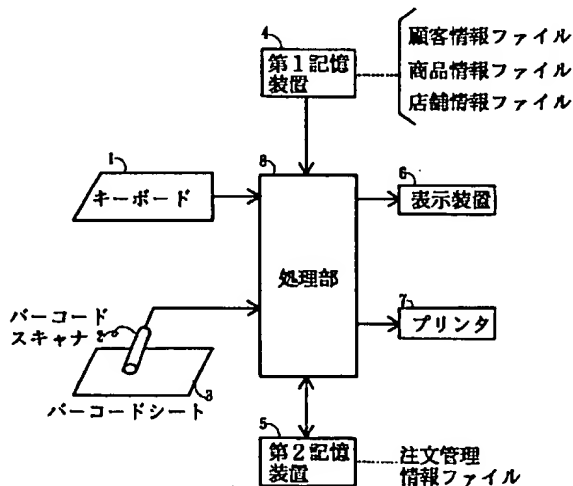 4
第1記憶
装置
顧客情報ファイル
商品情報ファイル
店舗情報ファイル
1
キーボード
8
処理部
6
表示装置
バーコード
スキャナ
2
3
バーコードシート
7
プリンタ
5
第2記憶
装置
注文管理
情報ファイル